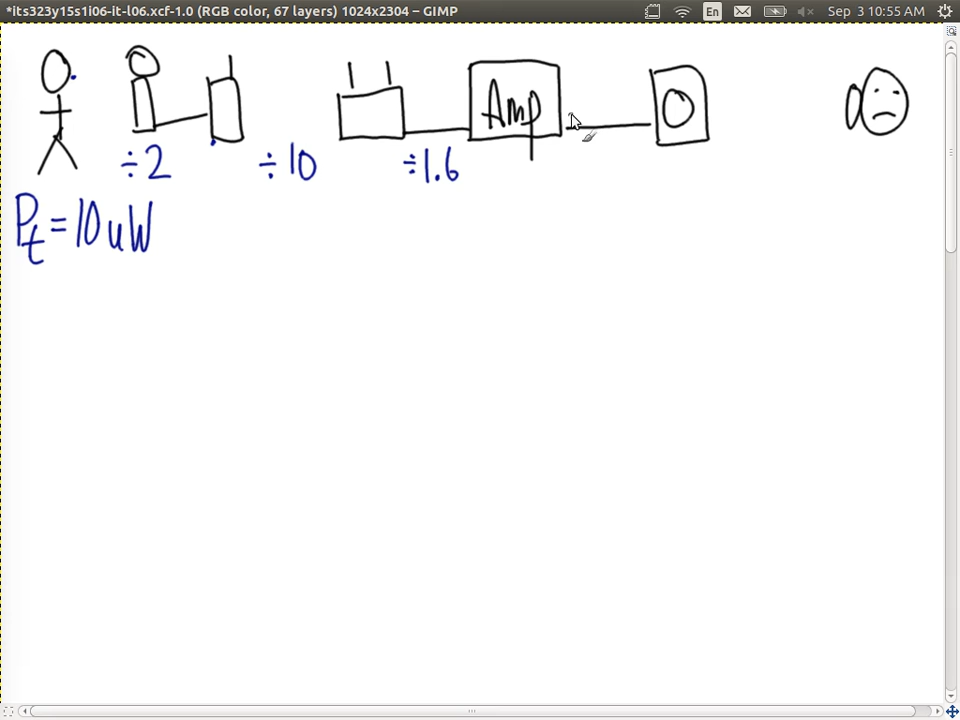 *its323y15s1i06-it-l06.xcf-1.0 (RGB color, 67 layers) 1024x2304 – GIMP
En
Sep 3 10:55 AM
Amp
÷2 ÷10 ÷1.6
Pt = 10uW